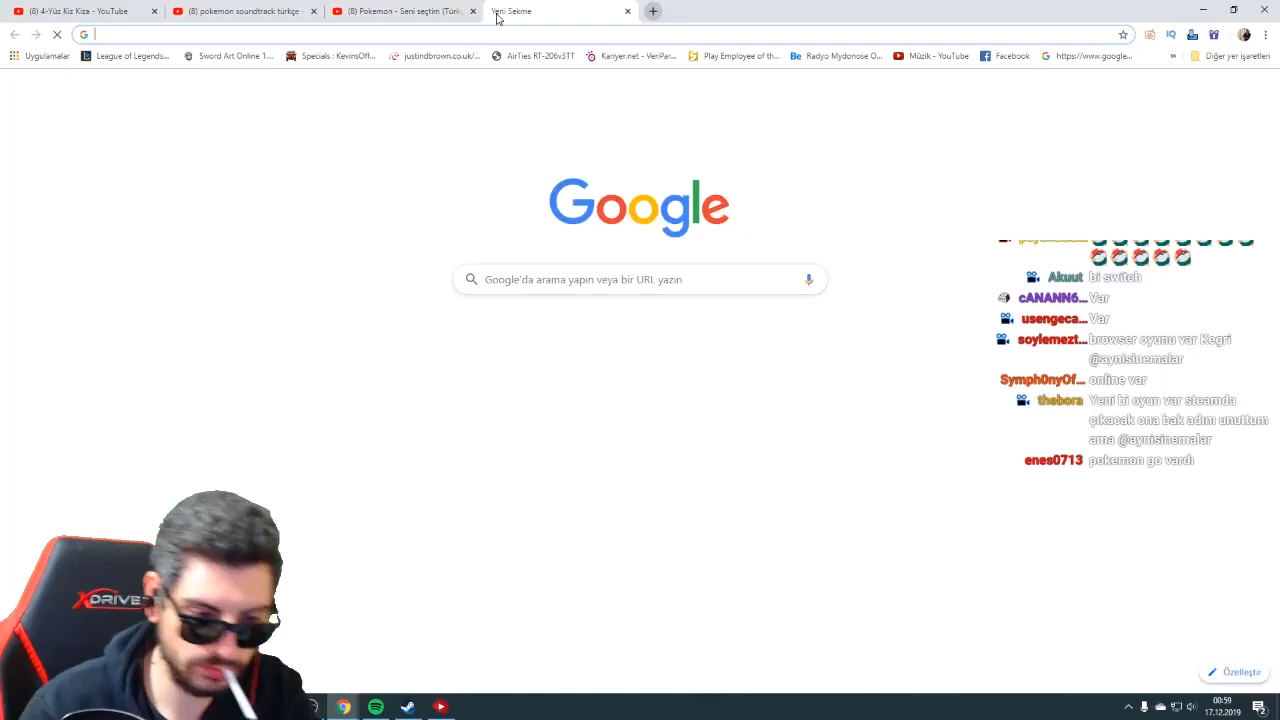 (8) 4-Yüz Kız Kıza - YouTube
(8) pokemon soundtrack türkçe -
(8) Pokemon - Seni seçtim (Türk
Yeni Sekme
Uygulamalar
League of Legends...
Sword Art Online 1...
Specials : KevinsOff...
justindbrown.co.uk/...
AirTies RT-206v3TT
Kariyer.net - VeriPar...
Play Employee of th...
Radyo Mydonose O...
Müzik - YouTube
Facebook
https://www.google...
»
Diğer yer işaretleri
Google
Google'da arama yapın veya bir URL yazın
Akuut bi switch
cANANN6... Var
usengeca... Var
soylemezt... browser oyunu var Kegri
@aynisinemalar
Symph0nyOf... online var
thebora Yeni bi oyun var steamda
çıkacak ona bak adını unuttum
ama @aynisinemalar
enes0713 pokemon go vardı
XDRIVE
Özelleştir
00:59
17.12.2019
2